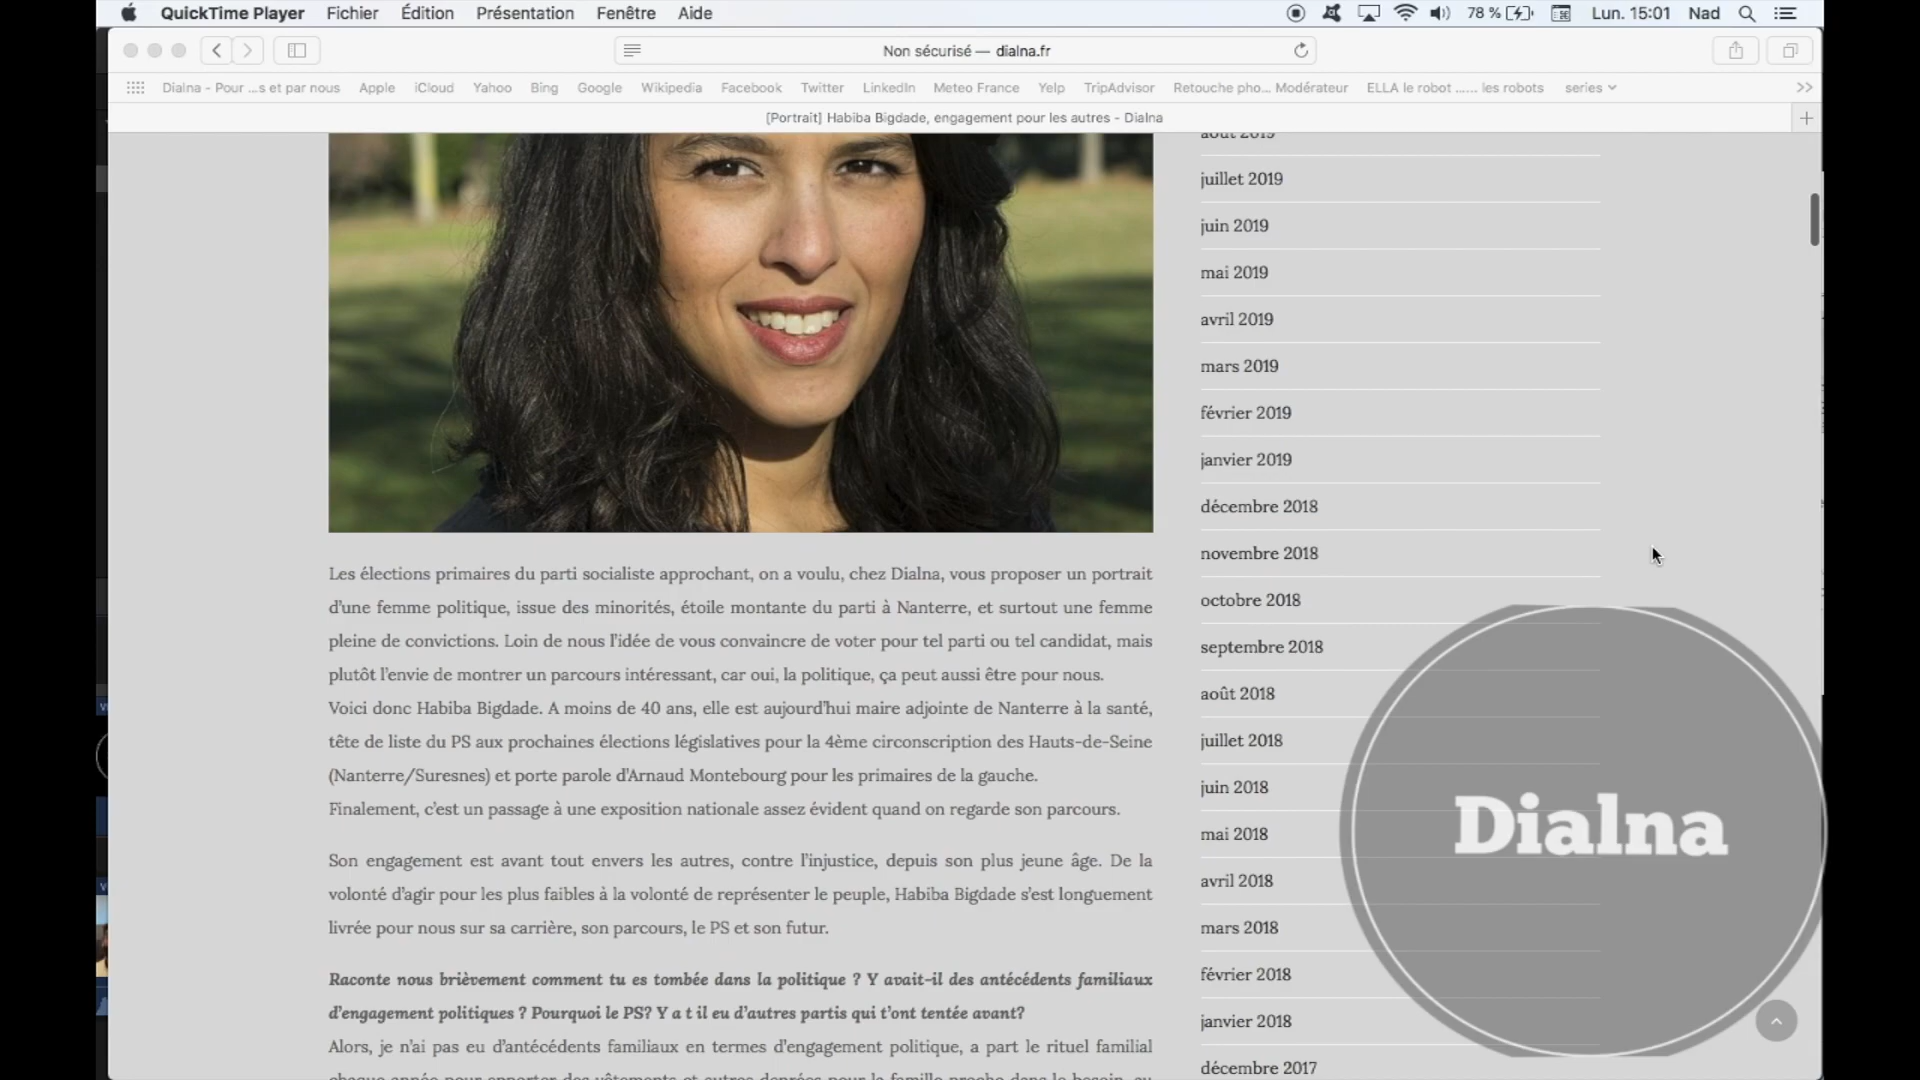 QuickTime Player Fichier Édition Présentation Fenêtre Aide 78 % Lun. 15:01 Nad
Non sécurisé — dialna.fr
Dialna - Pour ...s et par nous Apple iCloud Yahoo Bing Google Wikipedia Facebook Twitter LinkedIn Meteo France Yelp TripAdvisor Retouche pho... Modérateur ELLA le robot ...... les robots series
[Portrait] Habiba Bigdade, engagement pour les autres - Dialna
août 2019
juillet 2019
juin 2019
mai 2019
avril 2019
mars 2019
février 2019
janvier 2019
décembre 2018
novembre 2018
octobre 2018
septembre 2018
août 2018
juillet 2018
juin 2018
mai 2018
avril 2018
mars 2018
février 2018
janvier 2018
décembre 2017
Les élections primaires du parti socialiste approchant, on a voulu, chez Dialna, vous proposer un portrait
d'une femme politique, issue des minorités, étoile montante du parti à Nanterre, et surtout une femme
pleine de convictions. Loin de nous l'idée de vous convaincre de voter pour tel parti ou tel candidat, mais
plutôt l'envie de montrer un parcours intéressant, car oui, la politique, ça peut aussi être pour nous.
Voici donc Habiba Bigdade. A moins de 40 ans, elle est aujourd'hui maire adjointe de Nanterre à la santé,
tête de liste du PS aux prochaines élections législatives pour la 4ème circonscription des Hauts-de-Seine
(Nanterre/Suresnes) et porte parole d'Arnaud Montebourg pour les primaires de la gauche.
Finalement, c'est un passage à une exposition nationale assez évident quand on regarde son parcours.
Son engagement est avant tout envers les autres, contre l'injustice, depuis son plus jeune âge. De la
volonté d'agir pour les plus faibles à la volonté de représenter le peuple, Habiba Bigdade s'est longuement
livrée pour nous sur sa carrière, son parcours, le PS et son futur.
Raconte nous brièvement comment tu es tombée dans la politique ? Y avait-il des antécédents familiaux
d'engagement politiques ? Pourquoi le PS? Y a t il eu d'autres partis qui t'ont tentée avant?
Alors, je n'ai pas eu d'antécédents familiaux en termes d'engagement politique, a part le rituel familial
Dialna